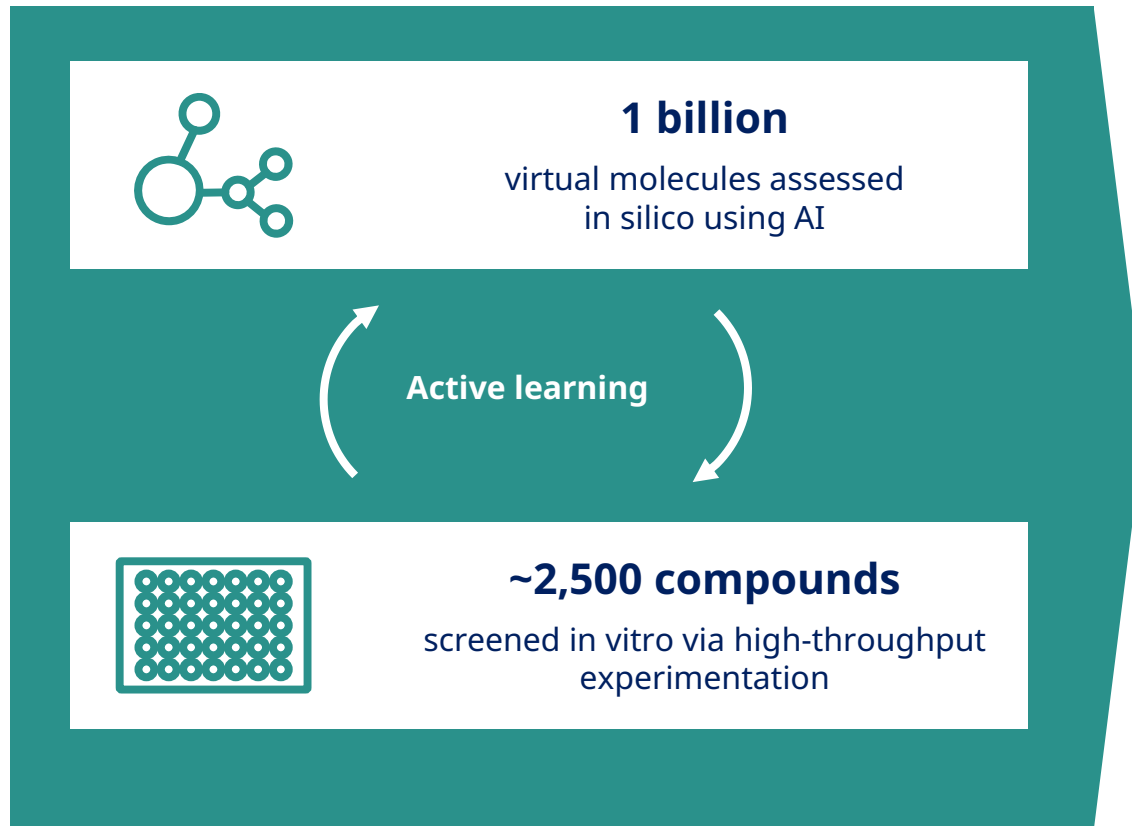 1 billion
virtual molecules assessed
in silico using AI
Active learning
~2,500 compounds
screened in vitro via high-throughput
experimentation